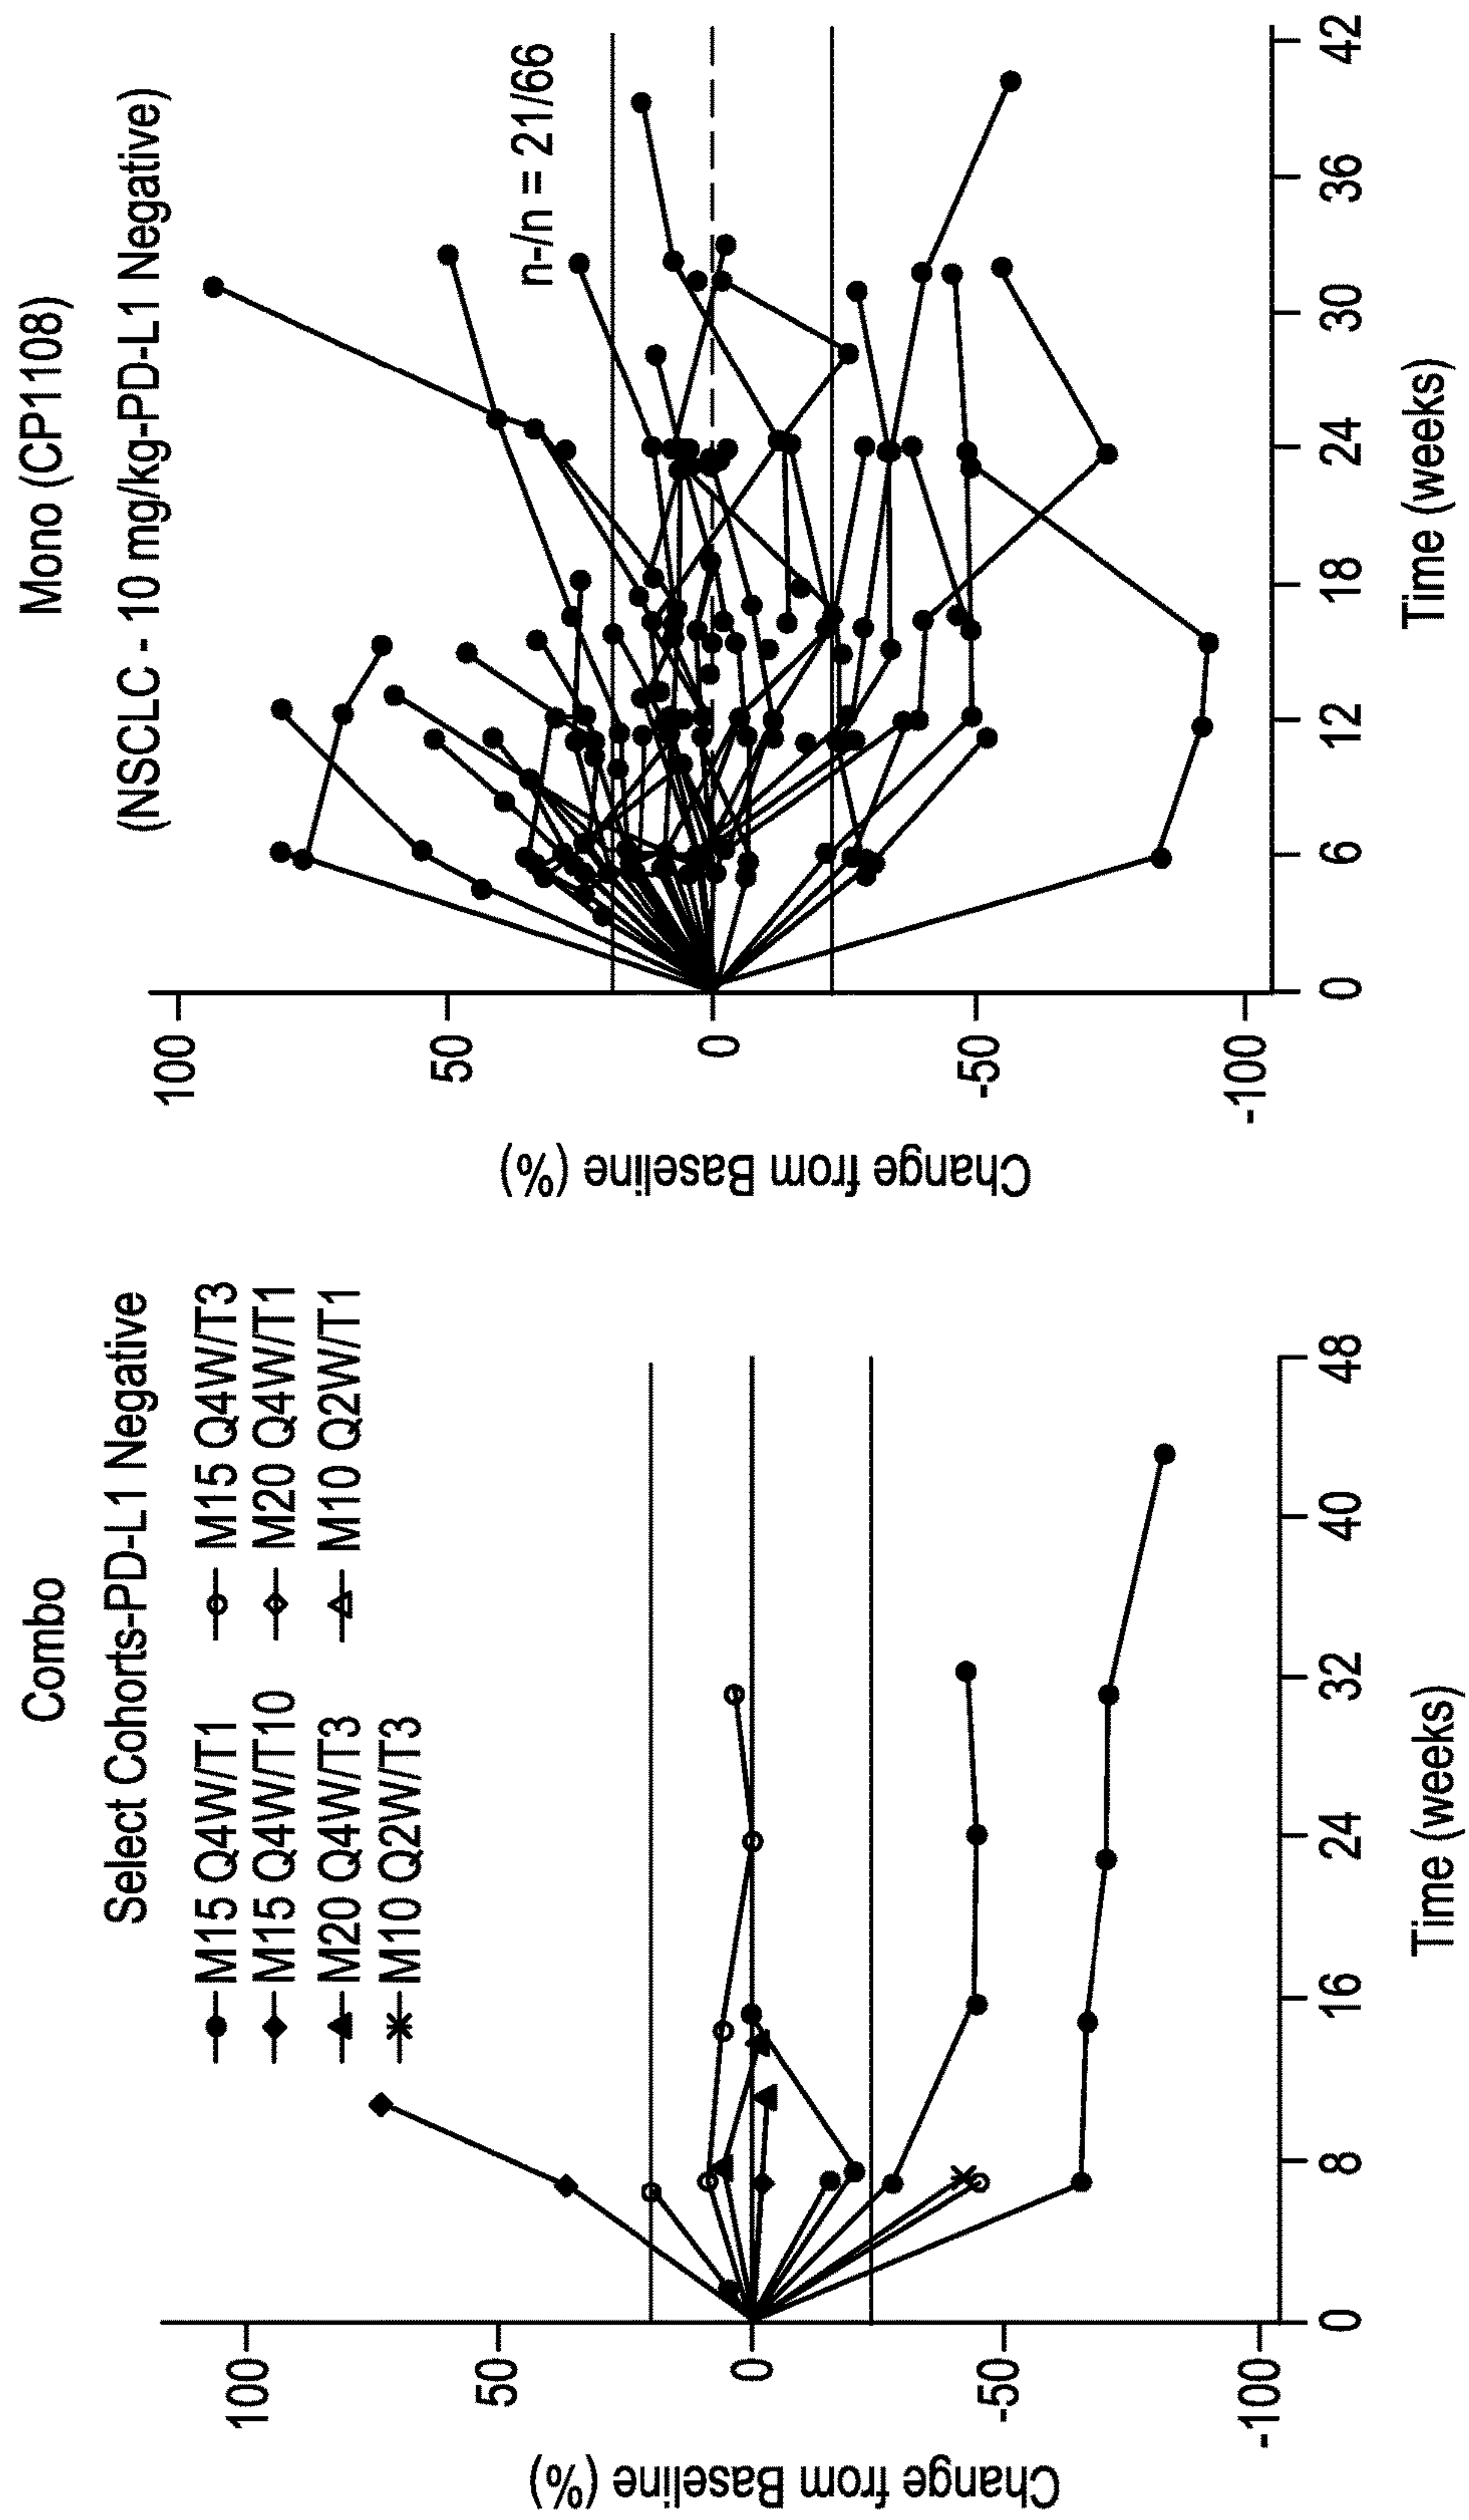 Combo
Select Cohorts-PD-L1 Negative
M15 Q4W/T1
M15 Q4W/T3
M15 Q4W/T10
M20 Q4W/T1
M20 Q4W/T3
M10 Q2W/T1
M10 Q2W/T3
Change from Baseline (%)
100
50
0
-50
-100
0
8
16
24
32
40
48
Time (weeks)
Mono (CP1108)
(NSCLC - 10 mg/kg-PD-L1 Negative)
n-/n = 21/66
Change from Baseline (%)
100
50
0
-50
-100
0
6
12
18
24
30
36
42
Time (weeks)